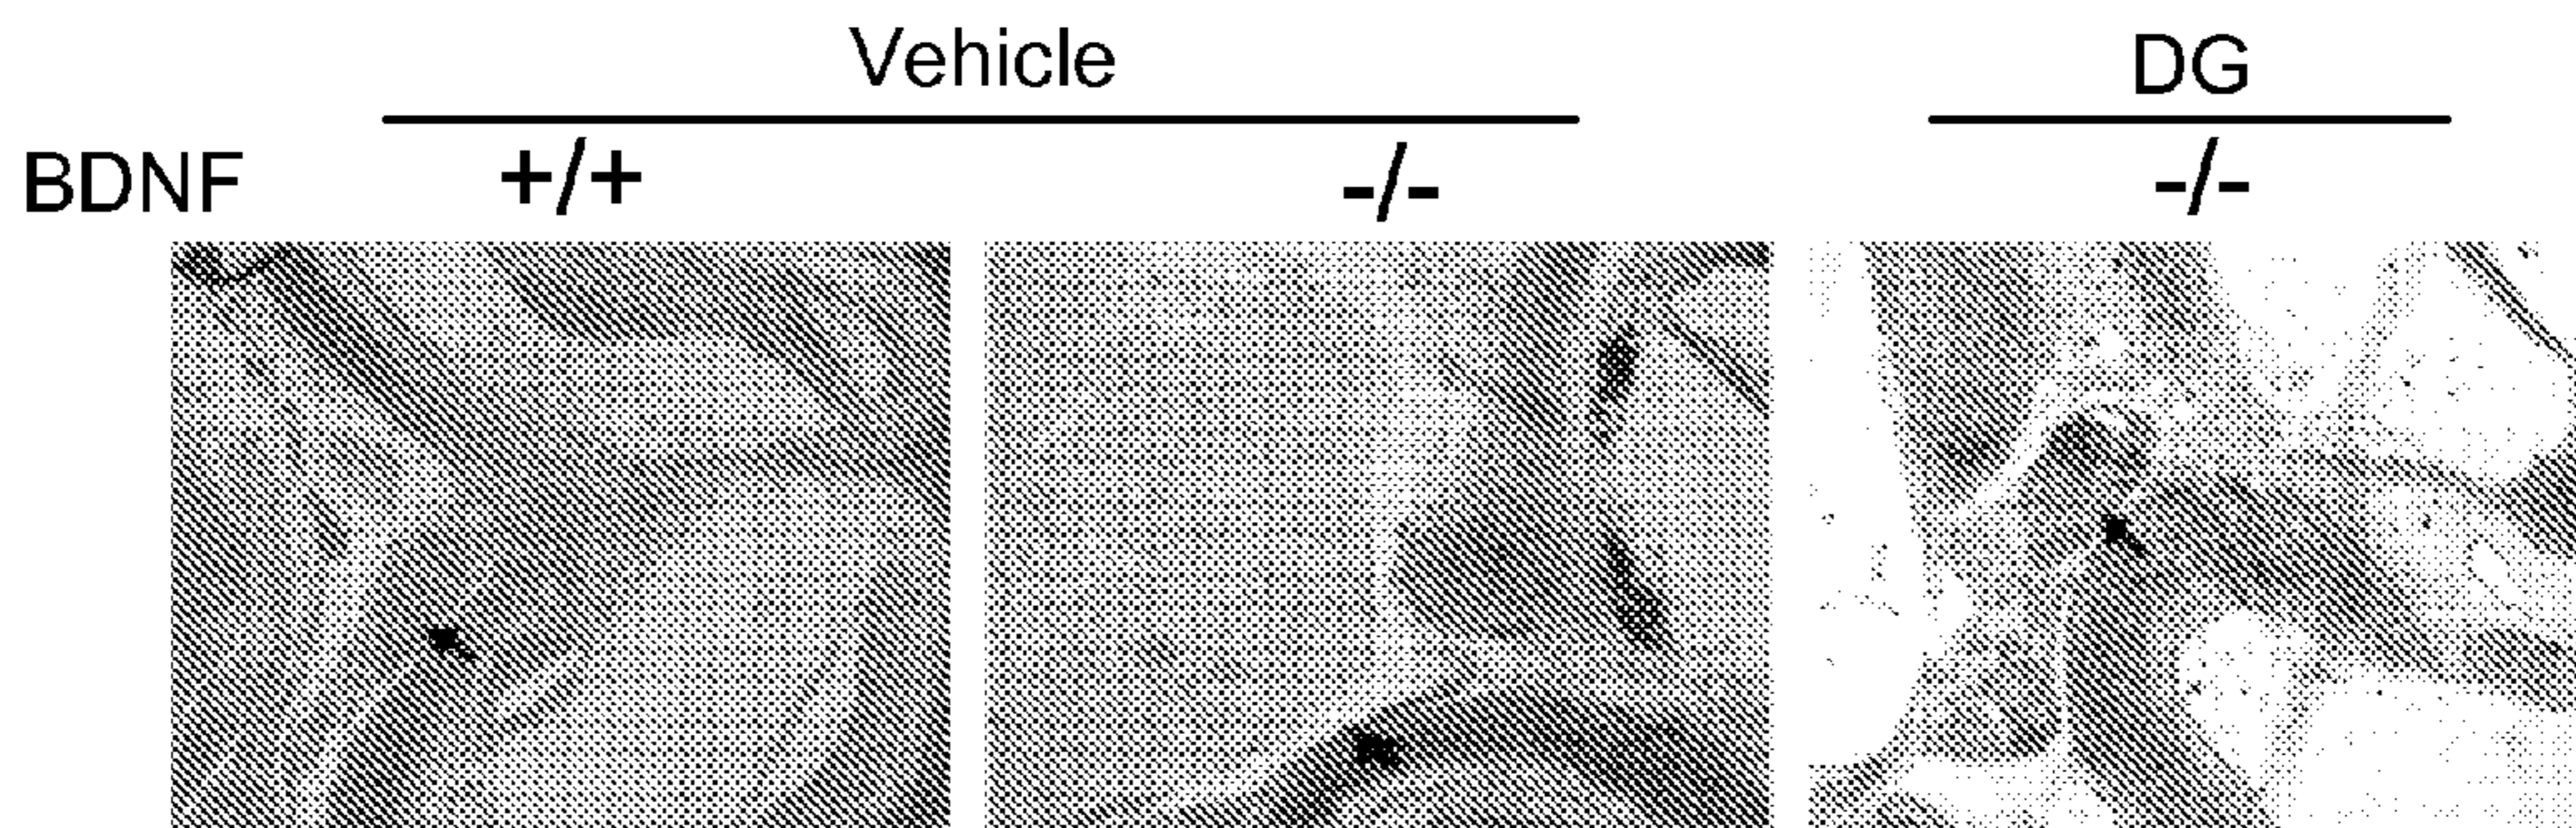 Vehicle DG
BDNF +/+ -/- -/-